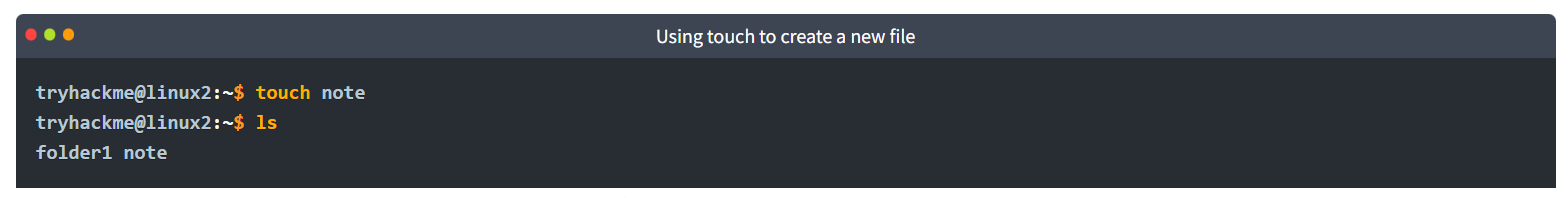 Using touch to create a new file
tryhackme@linux2:~$ touch note
tryhackme@linux2:~$ ls
folder1 note